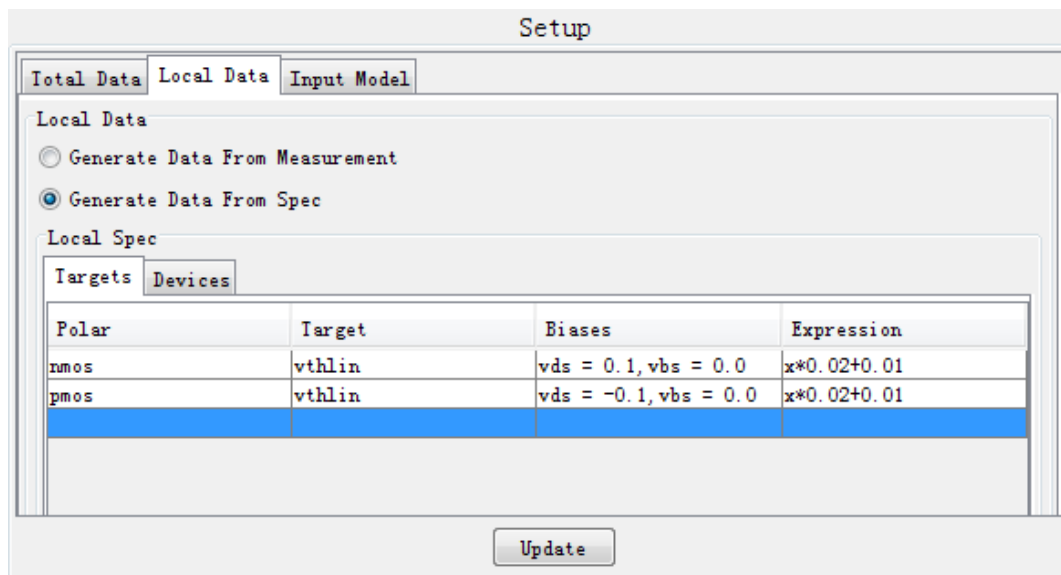 Setup
Total Data Local Data Input Model
Local Data
Generate Data From Measurement
Generate Data From Spec
Local Spec
Targets Devices
Polar Target Biases Expression
nmos vthlin vds = 0.1, vbs = 0.0 x*0.02+0.01
pmos vthlin vds = -0.1, vbs = 0.0 x*0.02+0.01
Update